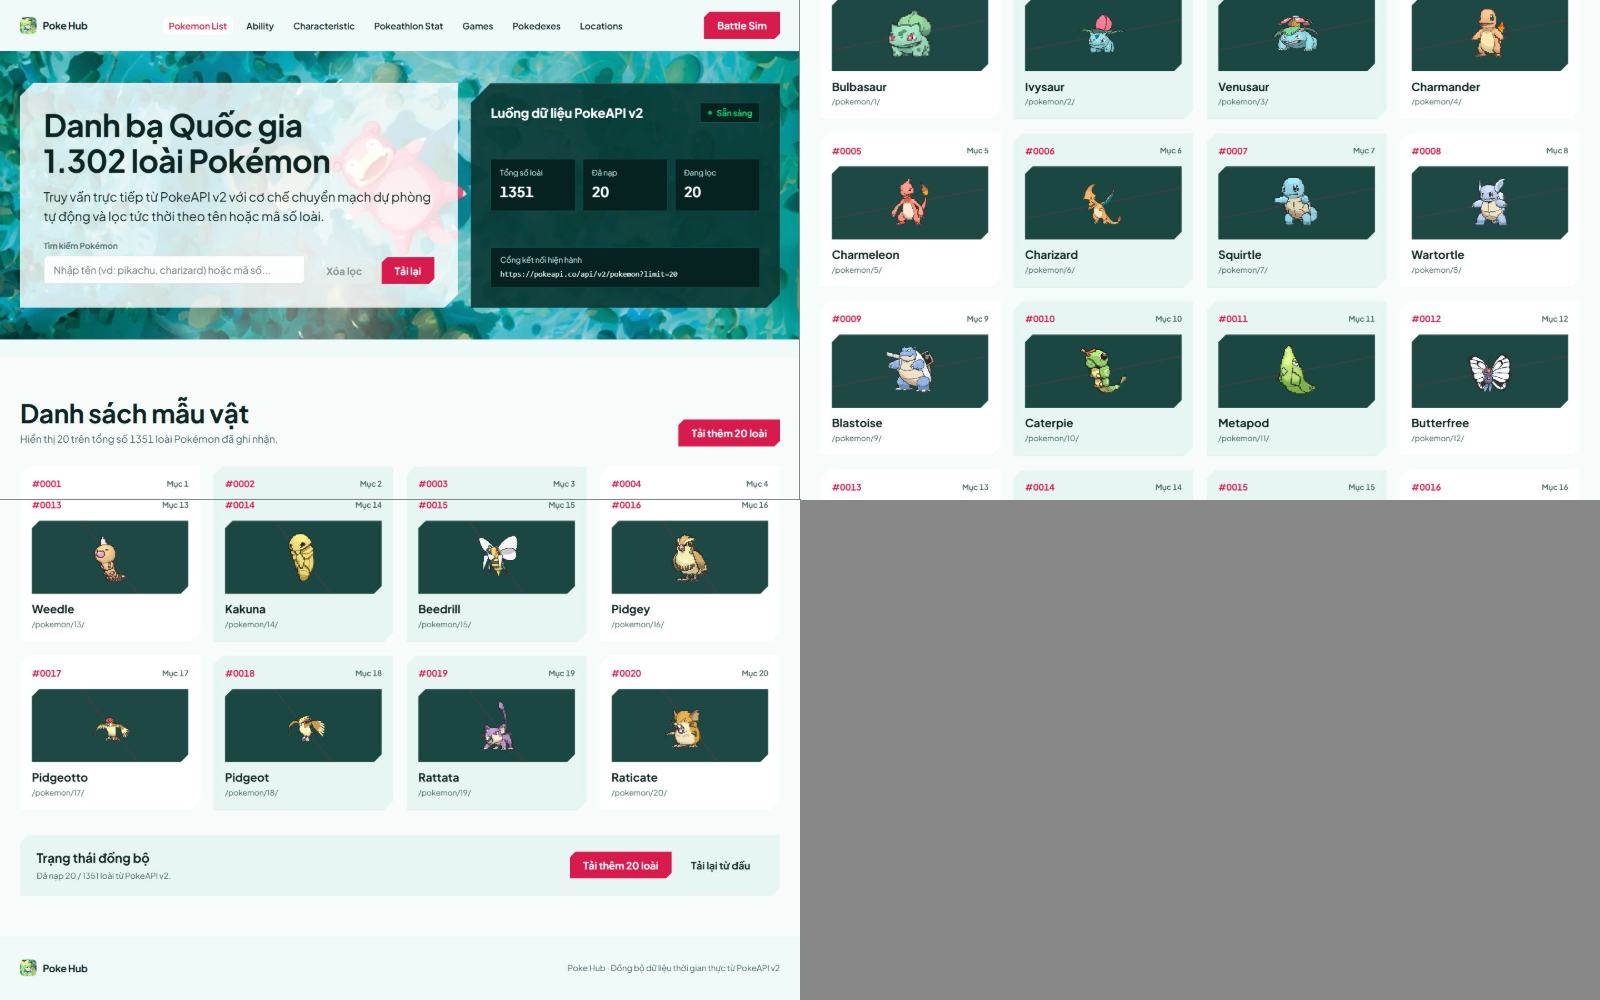 Poke Hub
Pokemon List
Ability
Characteristic
Pokeathlon Stat
Games
Pokedexes
Locations
Battle Sim
Danh bạ Quốc gia
1.302 loài Pokémon
Truy vấn trực tiếp từ PokeAPI v2 với cơ chế chuyển mạch dự phòng
tự động và lọc tức thời theo tên hoặc mã số loài.
Tìm kiếm Pokémon
Nhập tên (vd: pikachu, charizard) hoặc mã số...
Xóa lọc
Tải lại
Luồng dữ liệu PokeAPI v2
Sẵn sàng
Tổng số loài
1351
Đã nạp
20
Đang lọc
20
Cổng kết nối hiện hành
https://pokeapi.co/api/v2/pokemon?limit=20
Danh sách mẫu vật
Hiển thị 20 trên tổng số 1351 loài Pokémon đã ghi nhận.
Tải thêm 20 loài
#0001
Mục 1
#0002
Mục 2
#0003
Mục 3
#0004
Mục 4
Bulbasaur
/pokemon/1/
Ivysaur
/pokemon/2/
Venusaur
/pokemon/3/
Charmander
/pokemon/4/
#0005
Mục 5
#0006
Mục 6
#0007
Mục 7
#0008
Mục 8
Charmeleon
/pokemon/5/
Charizard
/pokemon/6/
Squirtle
/pokemon/7/
Wartortle
/pokemon/8/
#0009
Mục 9
#0010
Mục 10
#0011
Mục 11
#0012
Mục 12
Blastoise
/pokemon/9/
Caterpie
/pokemon/10/
Metapod
/pokemon/11/
Butterfree
/pokemon/12/
#0013
Mục 13
#0014
Mục 14
#0015
Mục 15
#0016
Mục 16
#0013
Mục 13
#0014
Mục 14
#0015
Mục 15
#0016
Mục 16
Weedle
/pokemon/13/
Kakuna
/pokemon/14/
Beedrill
/pokemon/15/
Pidgey
/pokemon/16/
#0017
Mục 17
#0018
Mục 18
#0019
Mục 19
#0020
Mục 20
Pidgeotto
/pokemon/17/
Pidgeot
/pokemon/18/
Rattata
/pokemon/19/
Raticate
/pokemon/20/
Trạng thái đồng bộ
Đã nạp 20 / 1351 loài từ PokeAPI v2.
Tải thêm 20 loài
Tải lại từ đầu
Poke Hub
Poke Hub · Đồng bộ dữ liệu thời gian thực từ PokeAPI v2